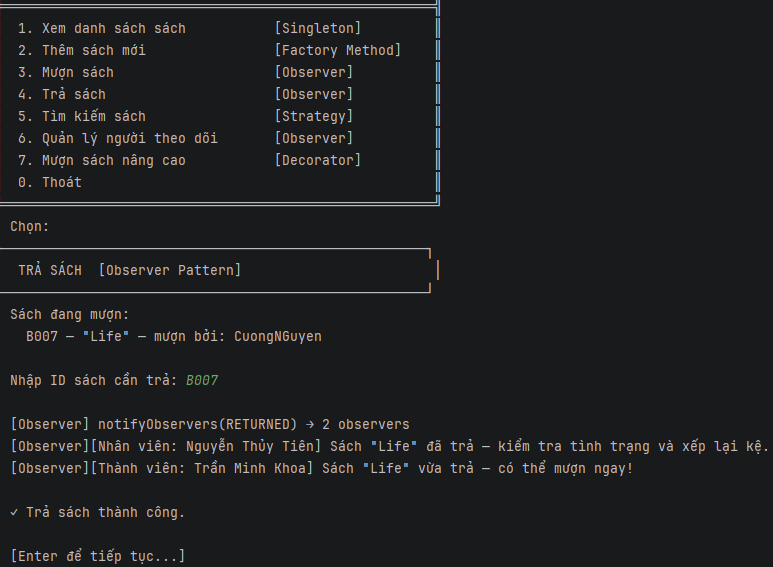 1. Xem danh sách sách [Singleton]
2. Thêm sách mới [Factory Method]
3. Mượn sách [Observer]
4. Trả sách [Observer]
5. Tìm kiếm sách [Strategy]
6. Quản lý người theo dõi [Observer]
7. Mượn sách nâng cao [Decorator]
0. Thoát
Chọn:
TRẢ SÁCH [Observer Pattern]
Sách đang mượn:
B007 — "Life" — mượn bởi: CuongNGuyen
Nhập ID sách cần trả: B007
[Observer] notifyObservers(RETURNED) → 2 observers
[Observer][Nhân viên: Nguyễn Thủy Tiên] Sách "Life" đã trả — kiểm tra tình trạng và xếp lại kệ.
[Observer][Thành viên: Trần Minh Khoa] Sách "Life" vừa trả — có thể mượn ngay!
✓ Trả sách thành công.
[Enter để tiếp tục...]